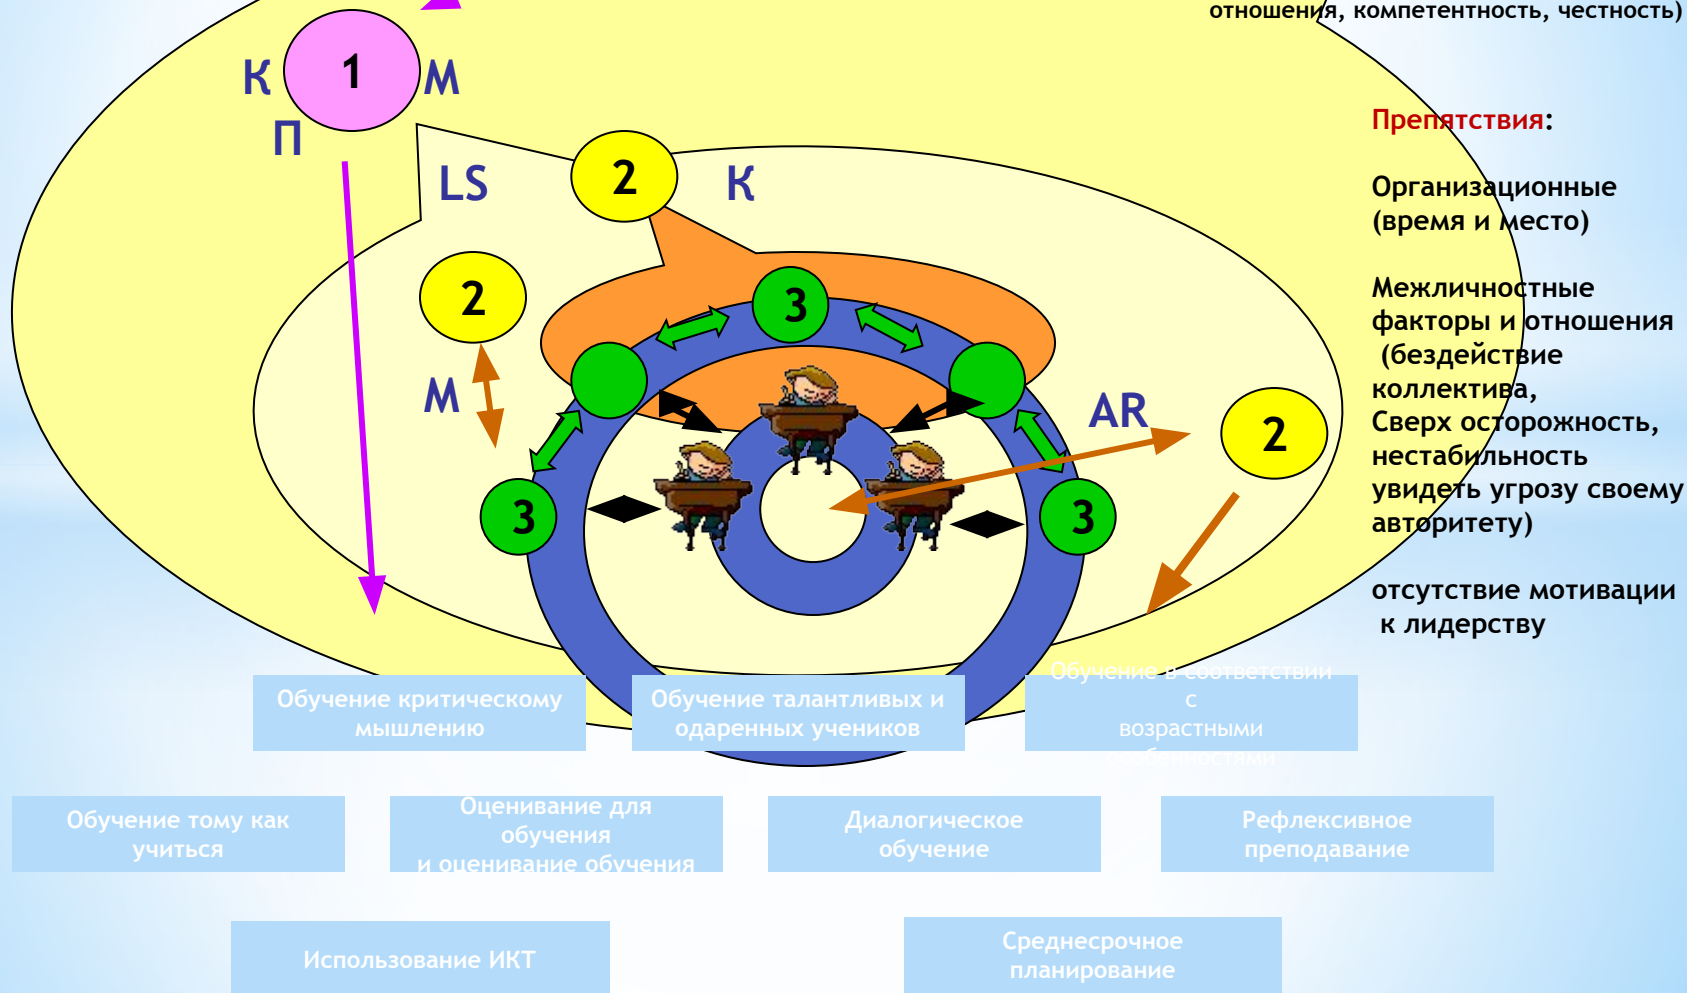 отношения, компетентность, честность)
1
К
М
П
Препятствия:
LS
2
К
Организационные
(время и место)
2
3
Межличностные
факторы и отношения
(бездействие
коллектива,
Сверх осторожность,
нестабильность
увидеть угрозу своему
авторитету)
М
AR
2
3
3
отсутствие мотивации
к лидерству
Обучение критическому
мышлению
Обучение талантливых и
одаренных учеников
Обучение в соответствии
с
возрастными
особенностями
Обучение тому как
учиться
Оценивание для
обучения
и оценивание обучения
Диалогическое
обучение
Рефлексивное
преподавание
Использование ИКТ
Среднесрочное
планирование